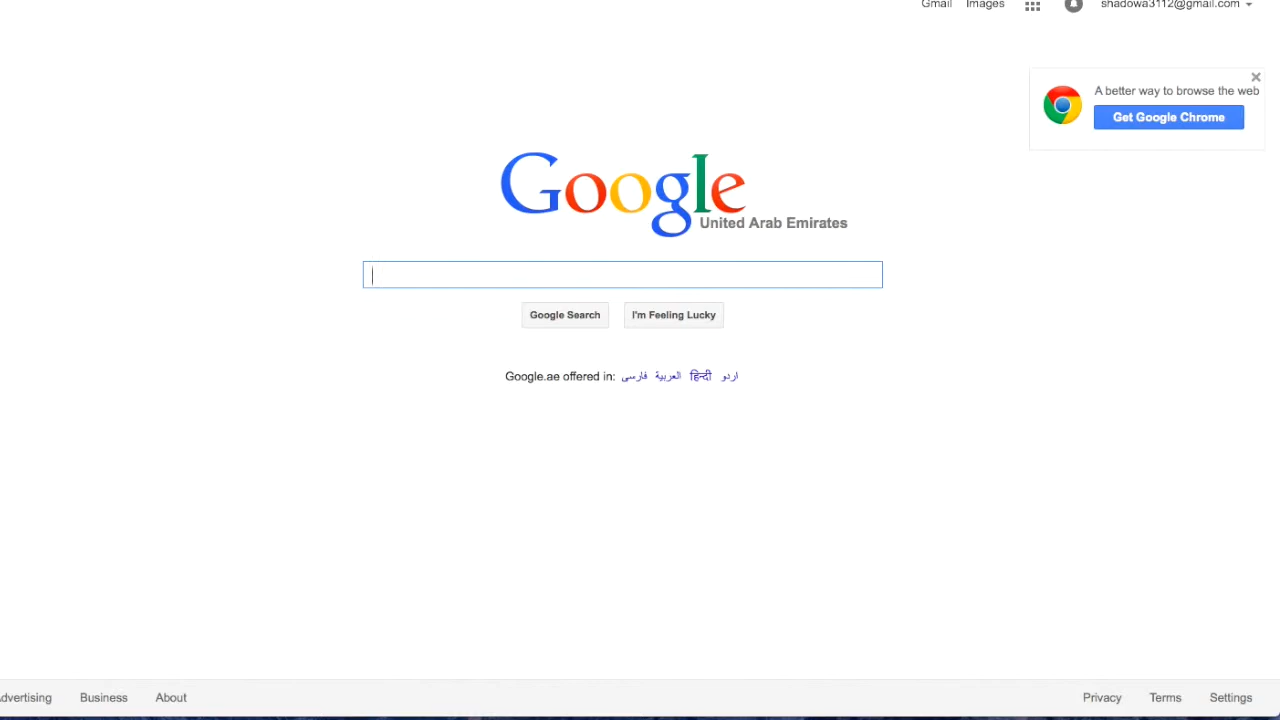 Gmail Images shadowa3112@gmail.com
A better way to browse the web
Get Google Chrome
Google
United Arab Emirates
Google Search I'm Feeling Lucky
Google.ae offered in: فارسی العربية हिन्दी اردو
dvertising Business About Privacy Terms Settings